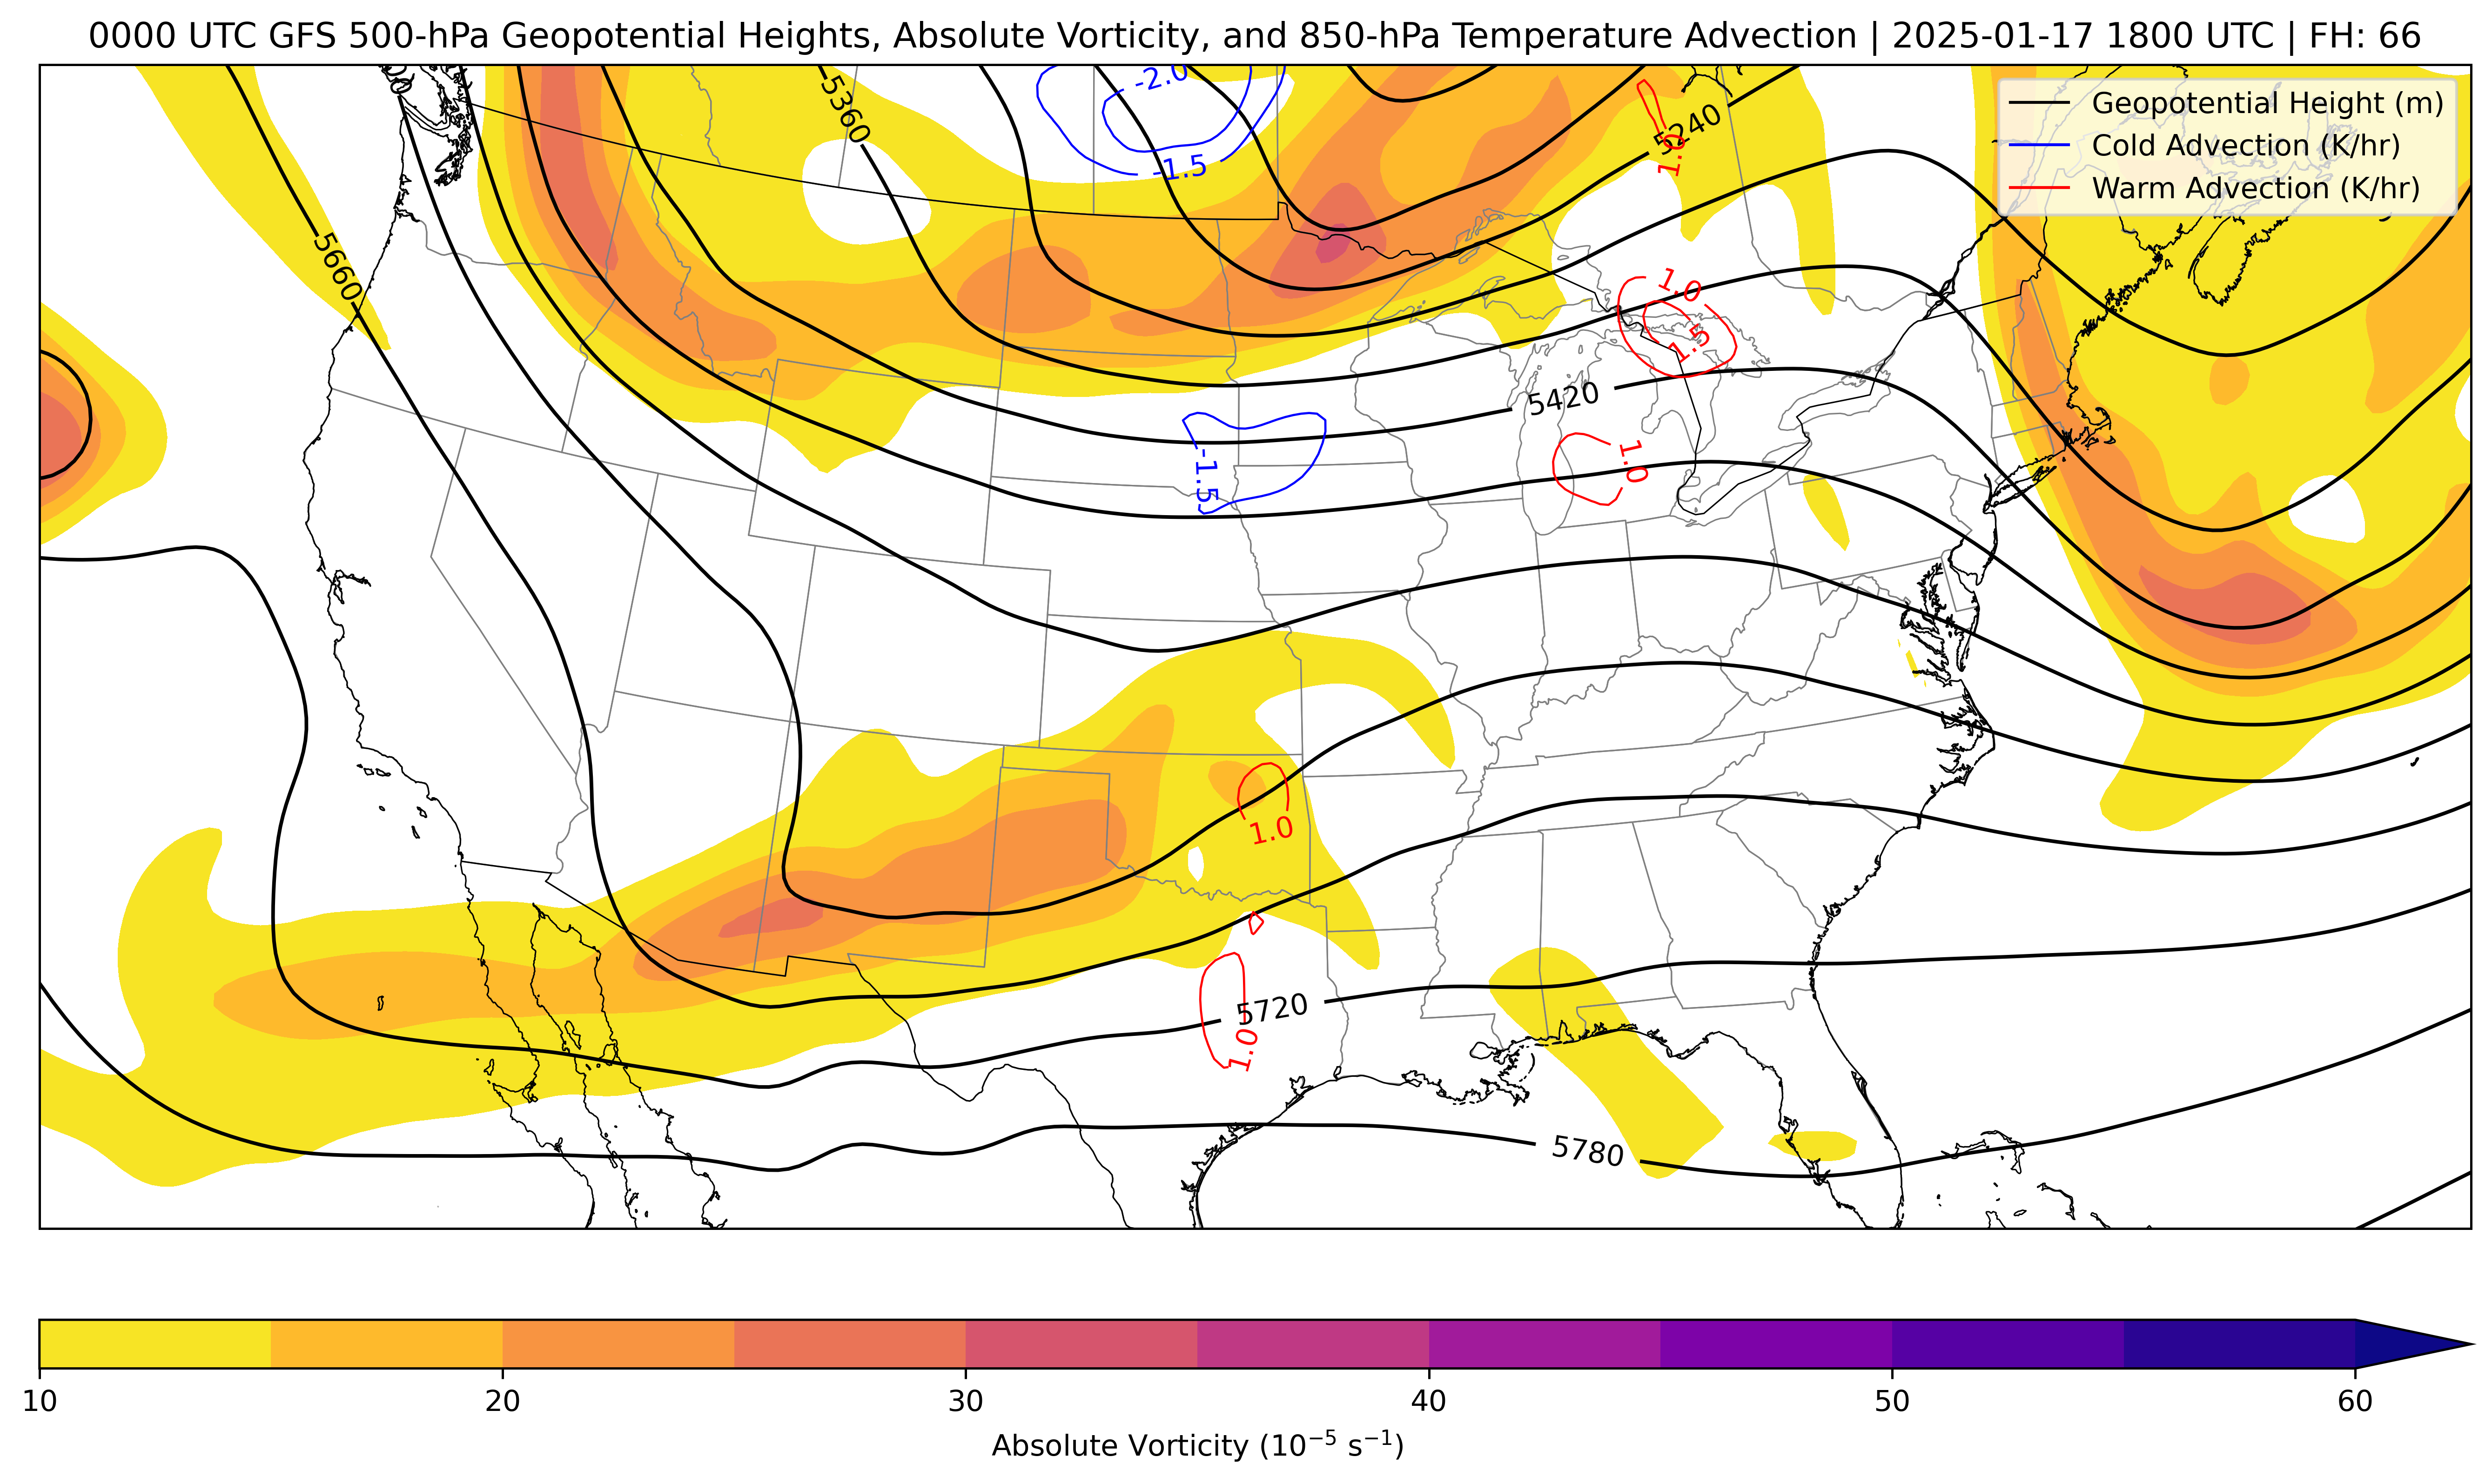 0000 UTC GFS 500-hPa Geopotential Heights, Absolute Vorticity, and 850-hPa Temperature Advection | 2025-01-17 1800 UTC | FH: 66
Geopotential Height (m)
Cold Advection (K/hr)
Warm Advection (K/hr)
-2.0
5360
5240
1.0
-1.5
5660
1.0
1.5
5420
1.0
-1.5
1.0
5720
1.0
5780
10 20 30 40 50 60
Absolute Vorticity (10⁻⁵ s⁻¹)